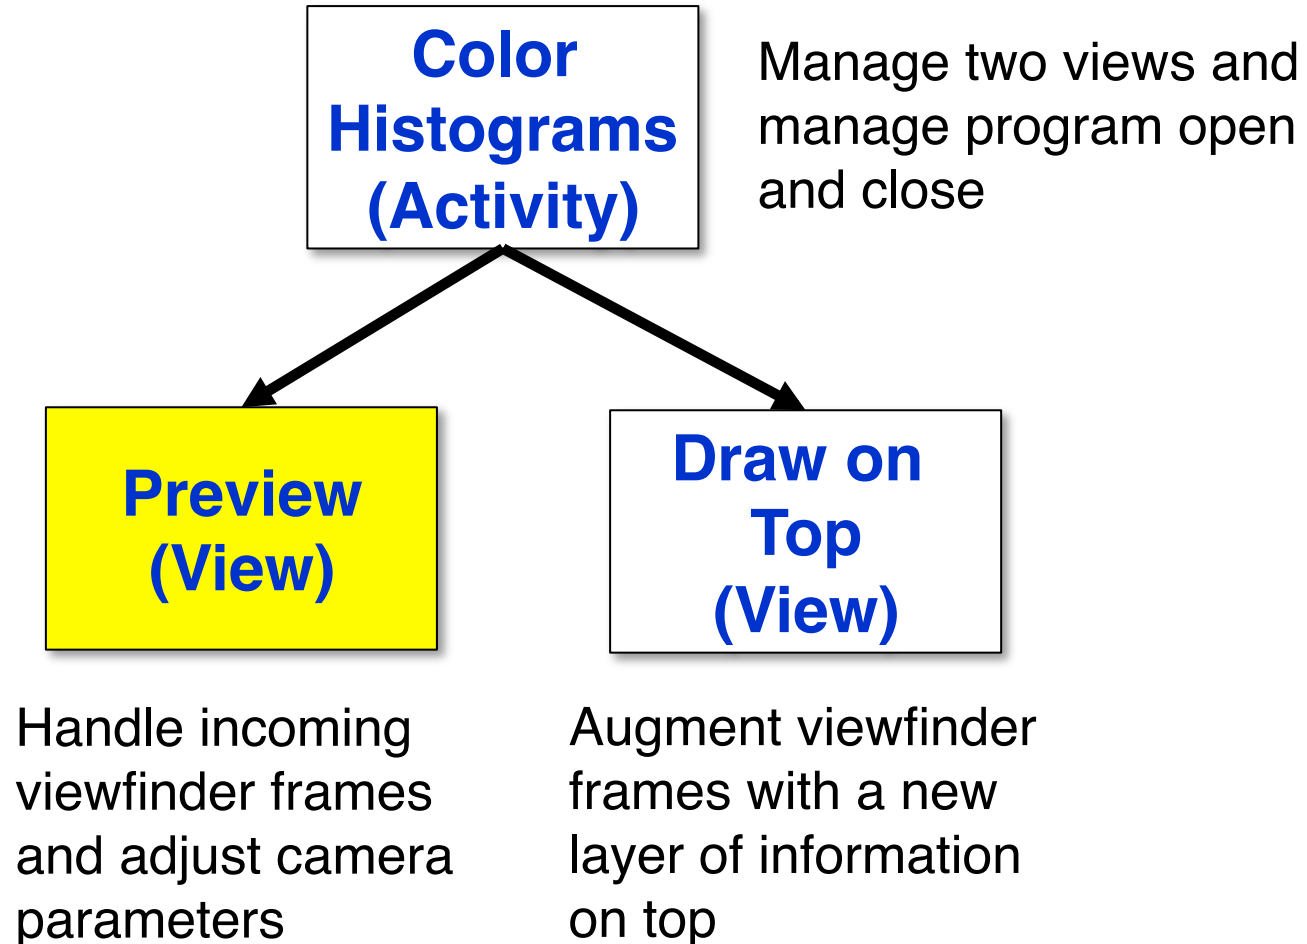 Color
Histograms
(Activity)
Manage two views and
manage program open
and close
Preview
(View)
Draw on
Top
(View)
Handle incoming
viewfinder frames
and adjust camera
parameters
Augment viewfinder
frames with a new
layer of information
on top